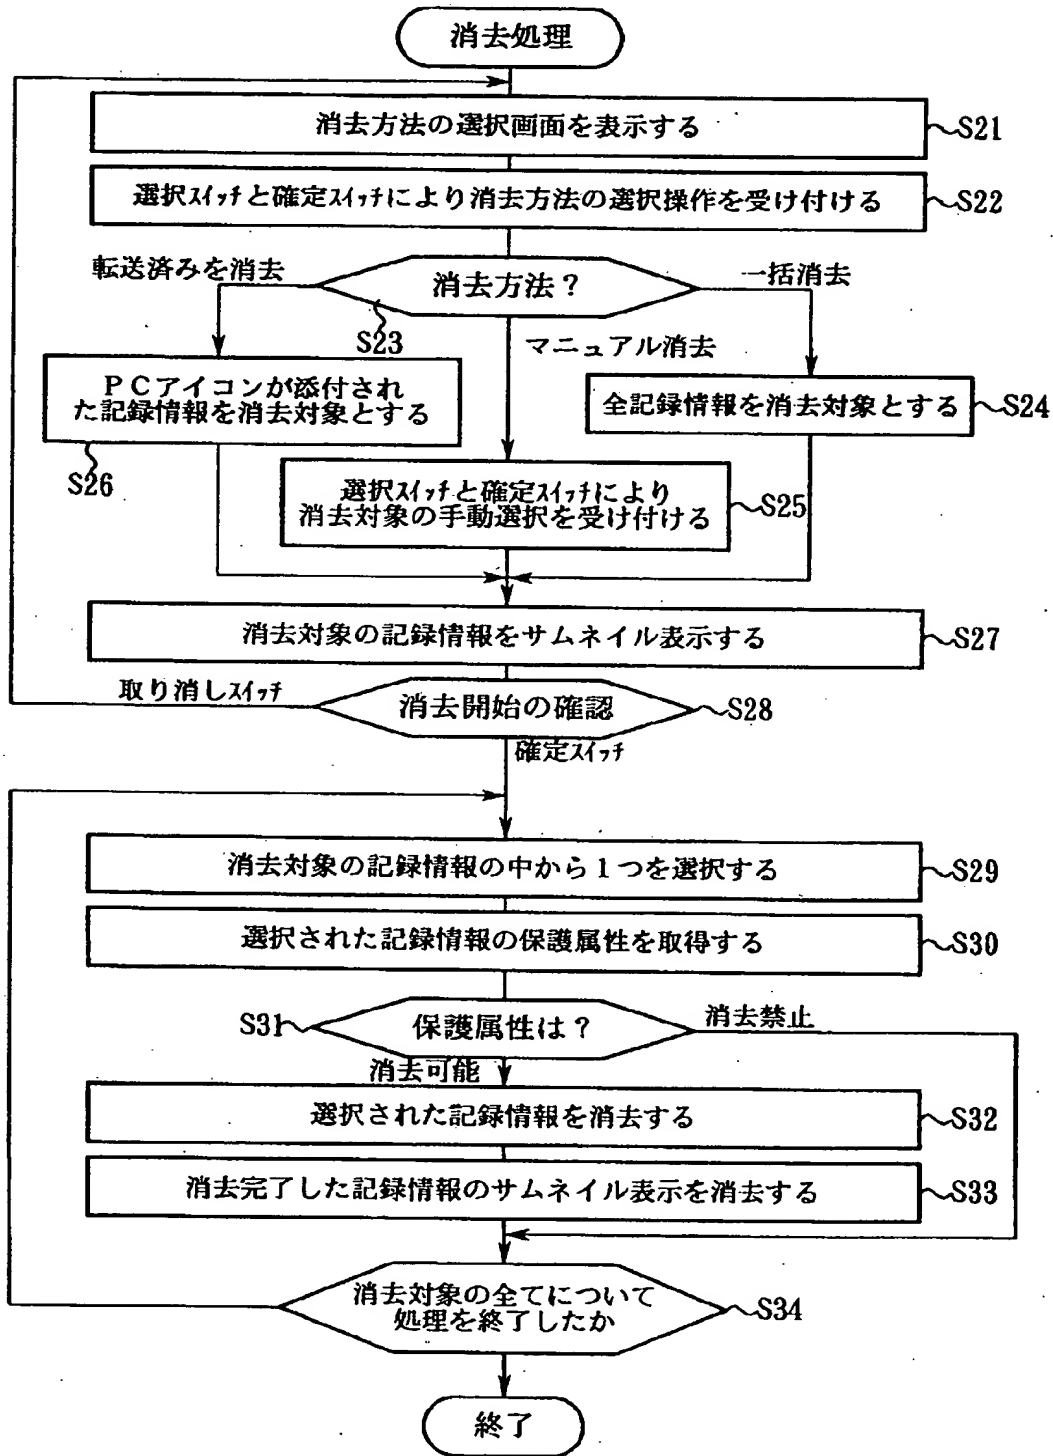 消去処理
消去方法の選択画面を表示する
S21
選択スイッチと確定スイッチにより消去方法の選択操作を受け付ける
S22
転送済みを消去
消去方法？
一括消去
S23
マニュアル消去
ＰＣアイコンが添付され
た記録情報を消去対象とする
S26
全記録情報を消去対象とする
S24
選択スイッチと確定スイッチにより
消去対象の手動選択を受け付ける
S25
消去対象の記録情報をサムネイル表示する
S27
取り消しスイッチ
消去開始の確認
S28
確定スイッチ
消去対象の記録情報の中から１つを選択する
S29
選択された記録情報の保護属性を取得する
S30
S31
保護属性は？
消去禁止
消去可能
選択された記録情報を消去する
S32
消去完了した記録情報のサムネイル表示を消去する
S33
消去対象の全てについて
処理を終了したか
S34
終了